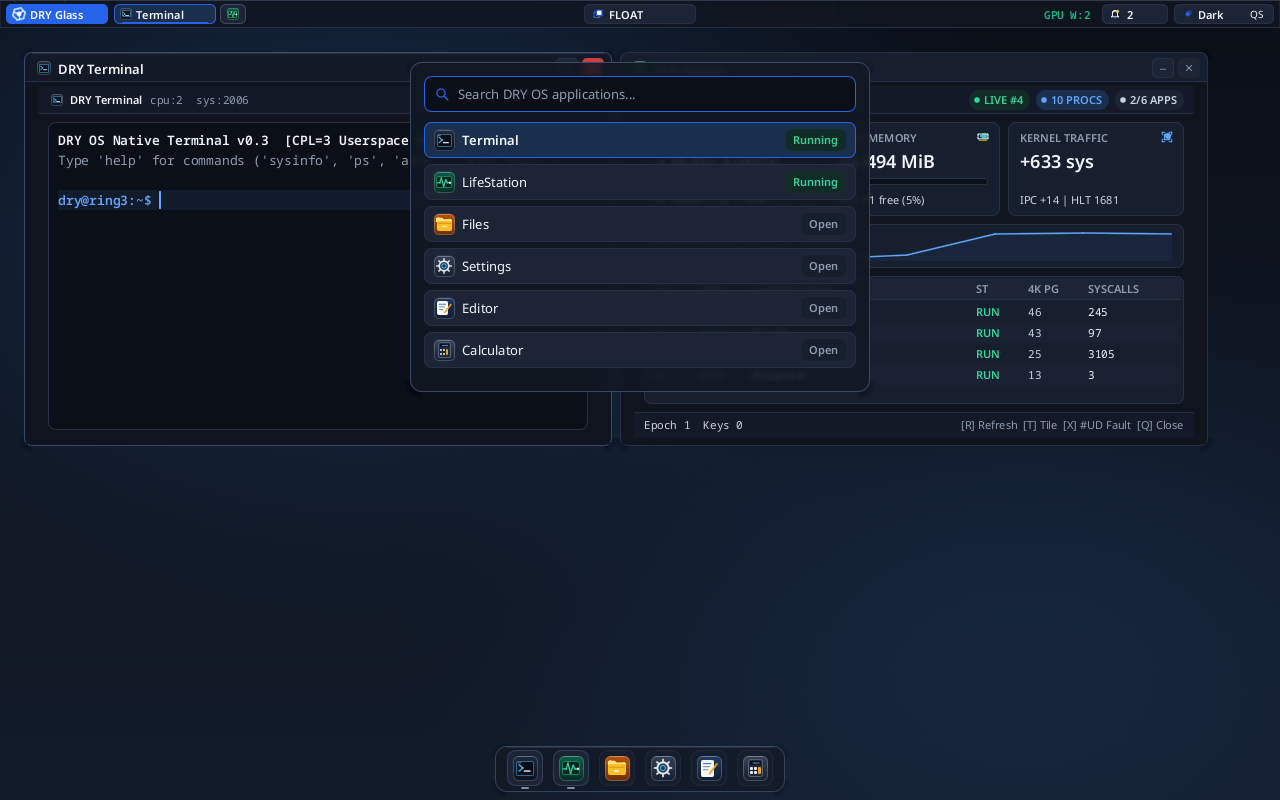 DRY Glass
Terminal
FLOAT
GPU W:2
2
Dark
QS
DRY Terminal
DRY Terminal cpu:2 sys:2006
DRY OS Native Terminal v0.3 [CPL=3 Userspace
Type 'help' for commands ('sysinfo', 'ps', 'a
dry@ring3:~$
Search DRY OS applications...
Terminal Running
LifeStation Running
Files Open
Settings Open
Editor Open
Calculator Open
LIVE #4
10 PROCS
2/6 APPS
MEMORY
494 MiB
1 free (5%)
KERNEL TRAFFIC
+633 sys
IPC +14 | HLT 1681
ST 4K PG SYSCALLS
RUN 46 245
RUN 43 97
RUN 25 3105
RUN 13 3
Epoch 1 Keys 0
[R] Refresh [T] Tile [X] #UD Fault [Q] Close